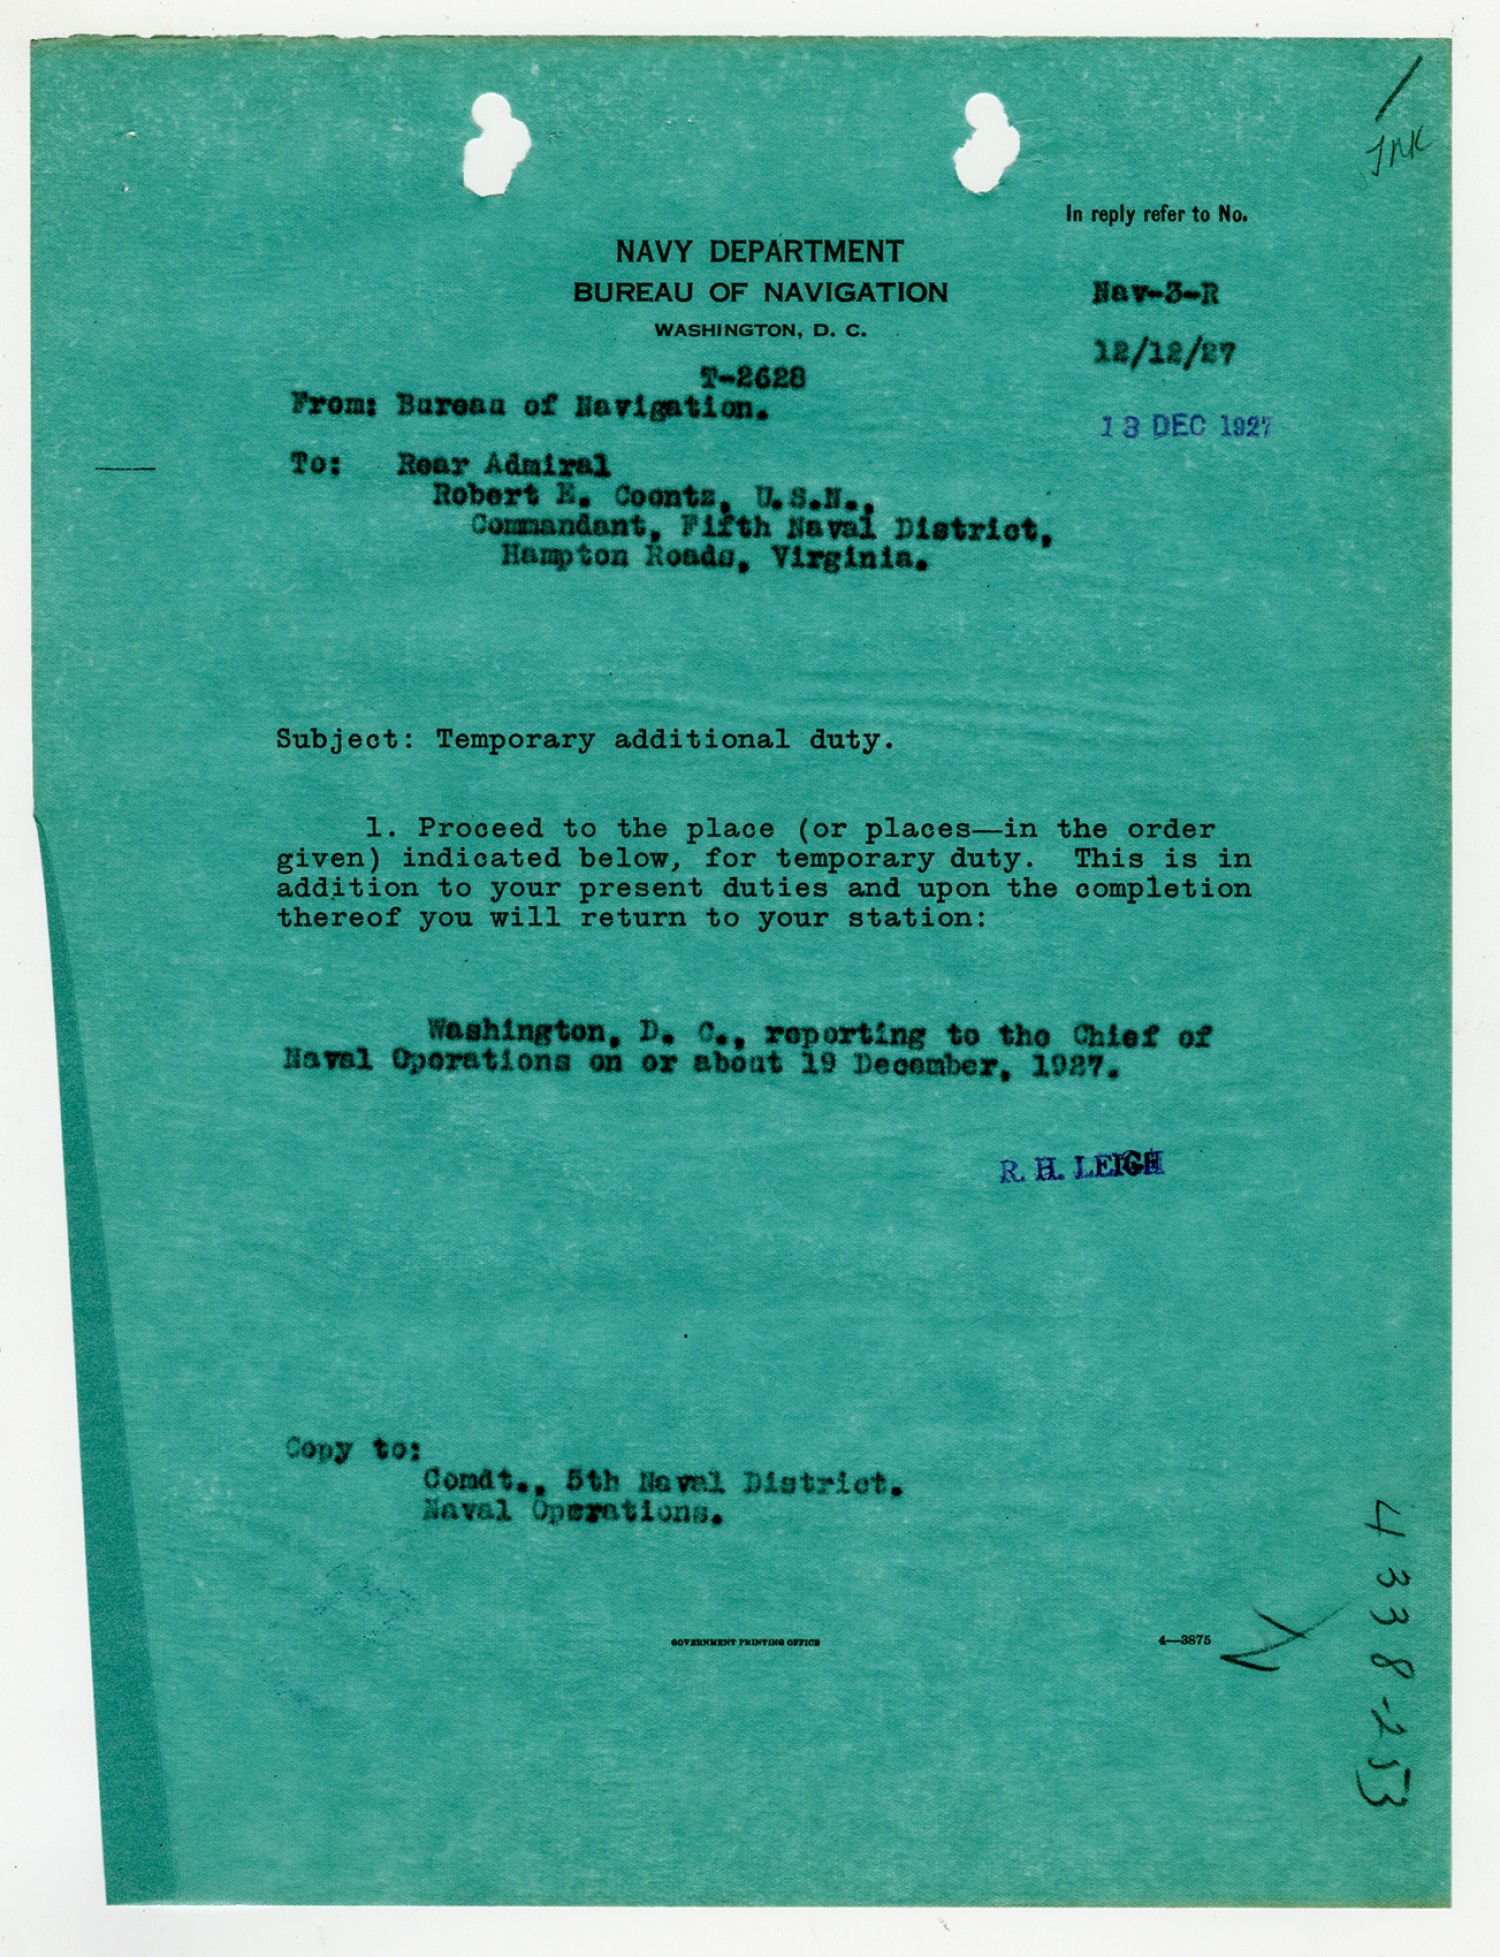 JNK
In reply refer to No.
NAVY DEPARTMENT
BUREAU OF NAVIGATION
WASHINGTON, D. C.
Nav-3-R
12/12/27
T-2628
13 DEC 1927
From: Bureau of Navigation.
To: Rear Admiral
Robert E. Coontz, U.S.N.,
Commandant, Fifth Naval District,
Hampton Roads, Virginia.
Subject: Temporary additional duty.
1. Proceed to the place (or places—in the order
given) indicated below, for temporary duty. This is in
addition to your present duties and upon the completion
thereof you will return to your station:
Washington, D. C., reporting to the Chief of
Naval Operations on or about 19 December, 1927.
R. H. LEIGH
Copy to:
Comdt., 5th Naval District.
Naval Operations.
GOVERNMENT PRINTING OFFICE
4—3875